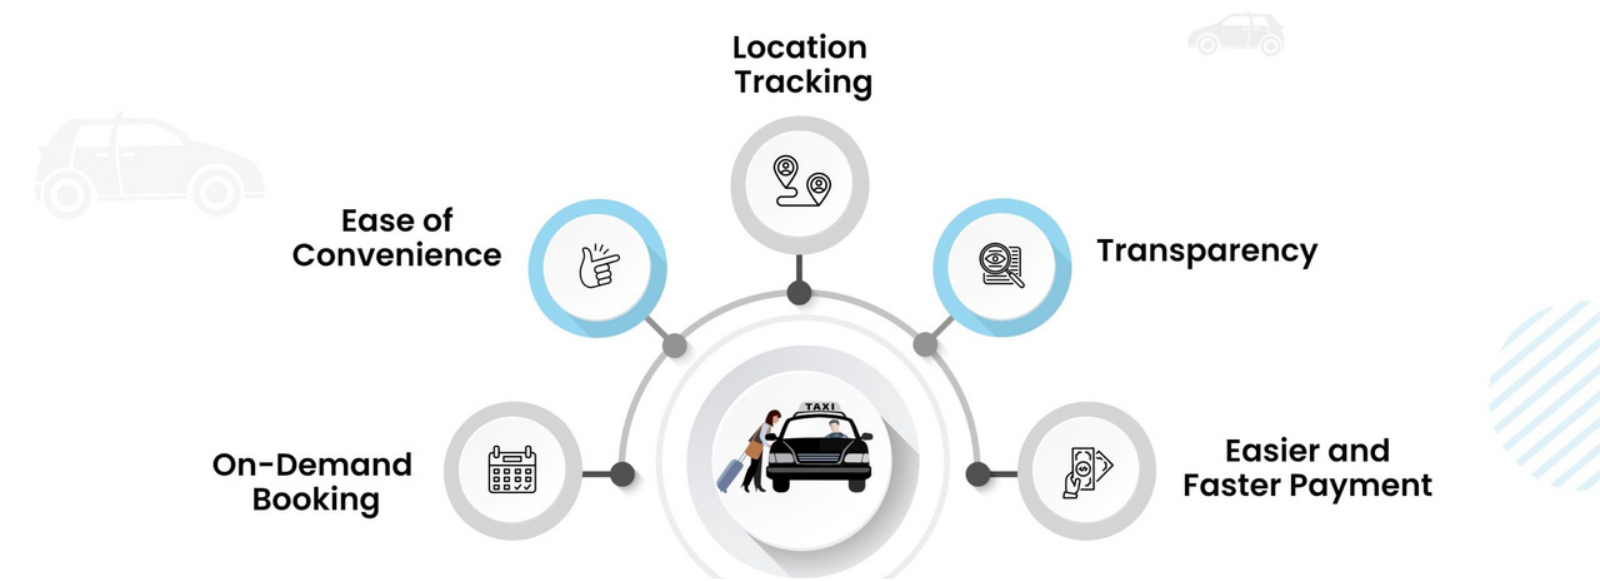 Location
Tracking
Ease of
Convenience
Transparency
TAXI
On-Demand
Booking
Easier and
Faster Payment